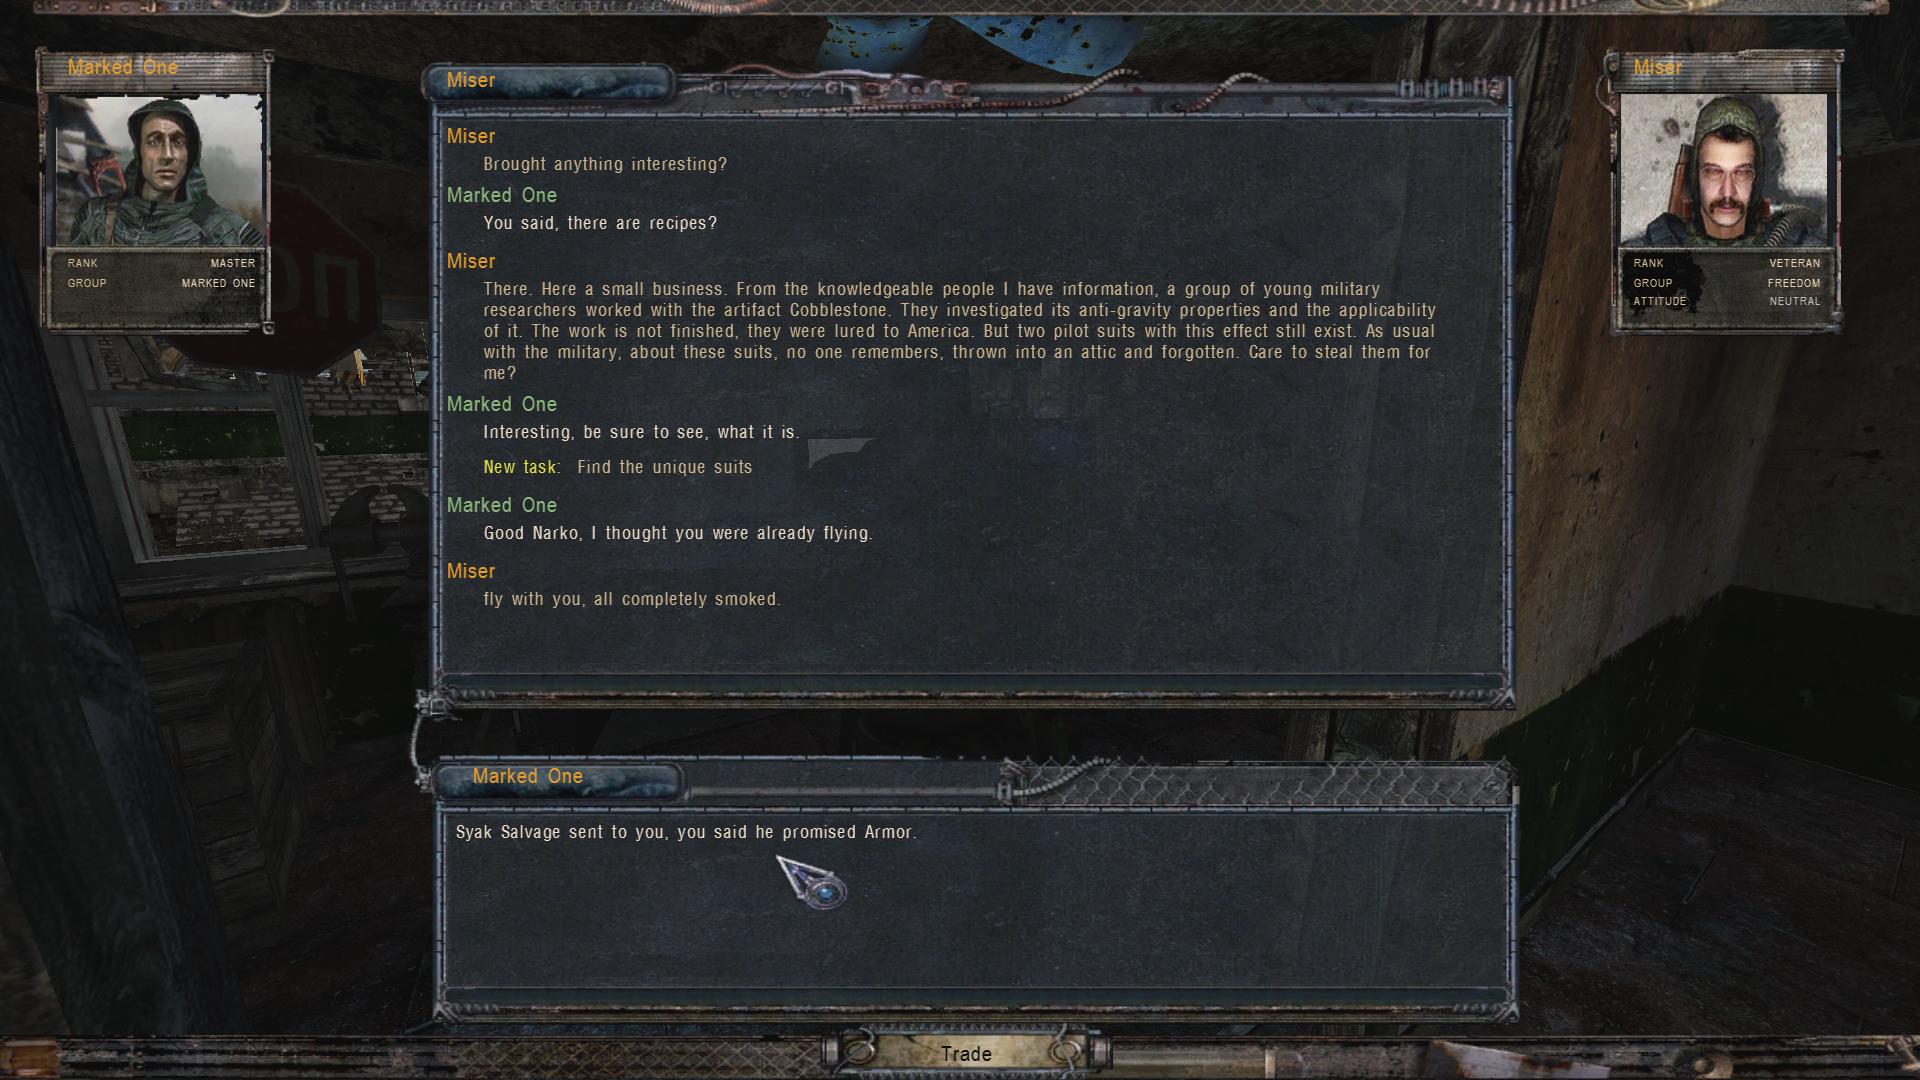 Marked One
RANK MASTER
GROUP MARKED ONE
Miser
Miser
Brought anything interesting?
Marked One
You said, there are recipes?
Miser
There. Here a small business. From the knowledgeable people I have information, a group of young military
researchers worked with the artifact Cobblestone. They investigated its anti-gravity properties and the applicability
of it. The work is not finished, they were lured to America. But two pilot suits with this effect still exist. As usual
with the military, about these suits, no one remembers, thrown into an attic and forgotten. Care to steal them for
me?
Marked One
Interesting, be sure to see, what it is.
New task: Find the unique suits
Marked One
Good Narko, I thought you were already flying.
Miser
fly with you, all completely smoked.
Miser
RANK VETERAN
GROUP FREEDOM
ATTITUDE NEUTRAL
Marked One
Syak Salvage sent to you, you said he promised Armor.
Trade